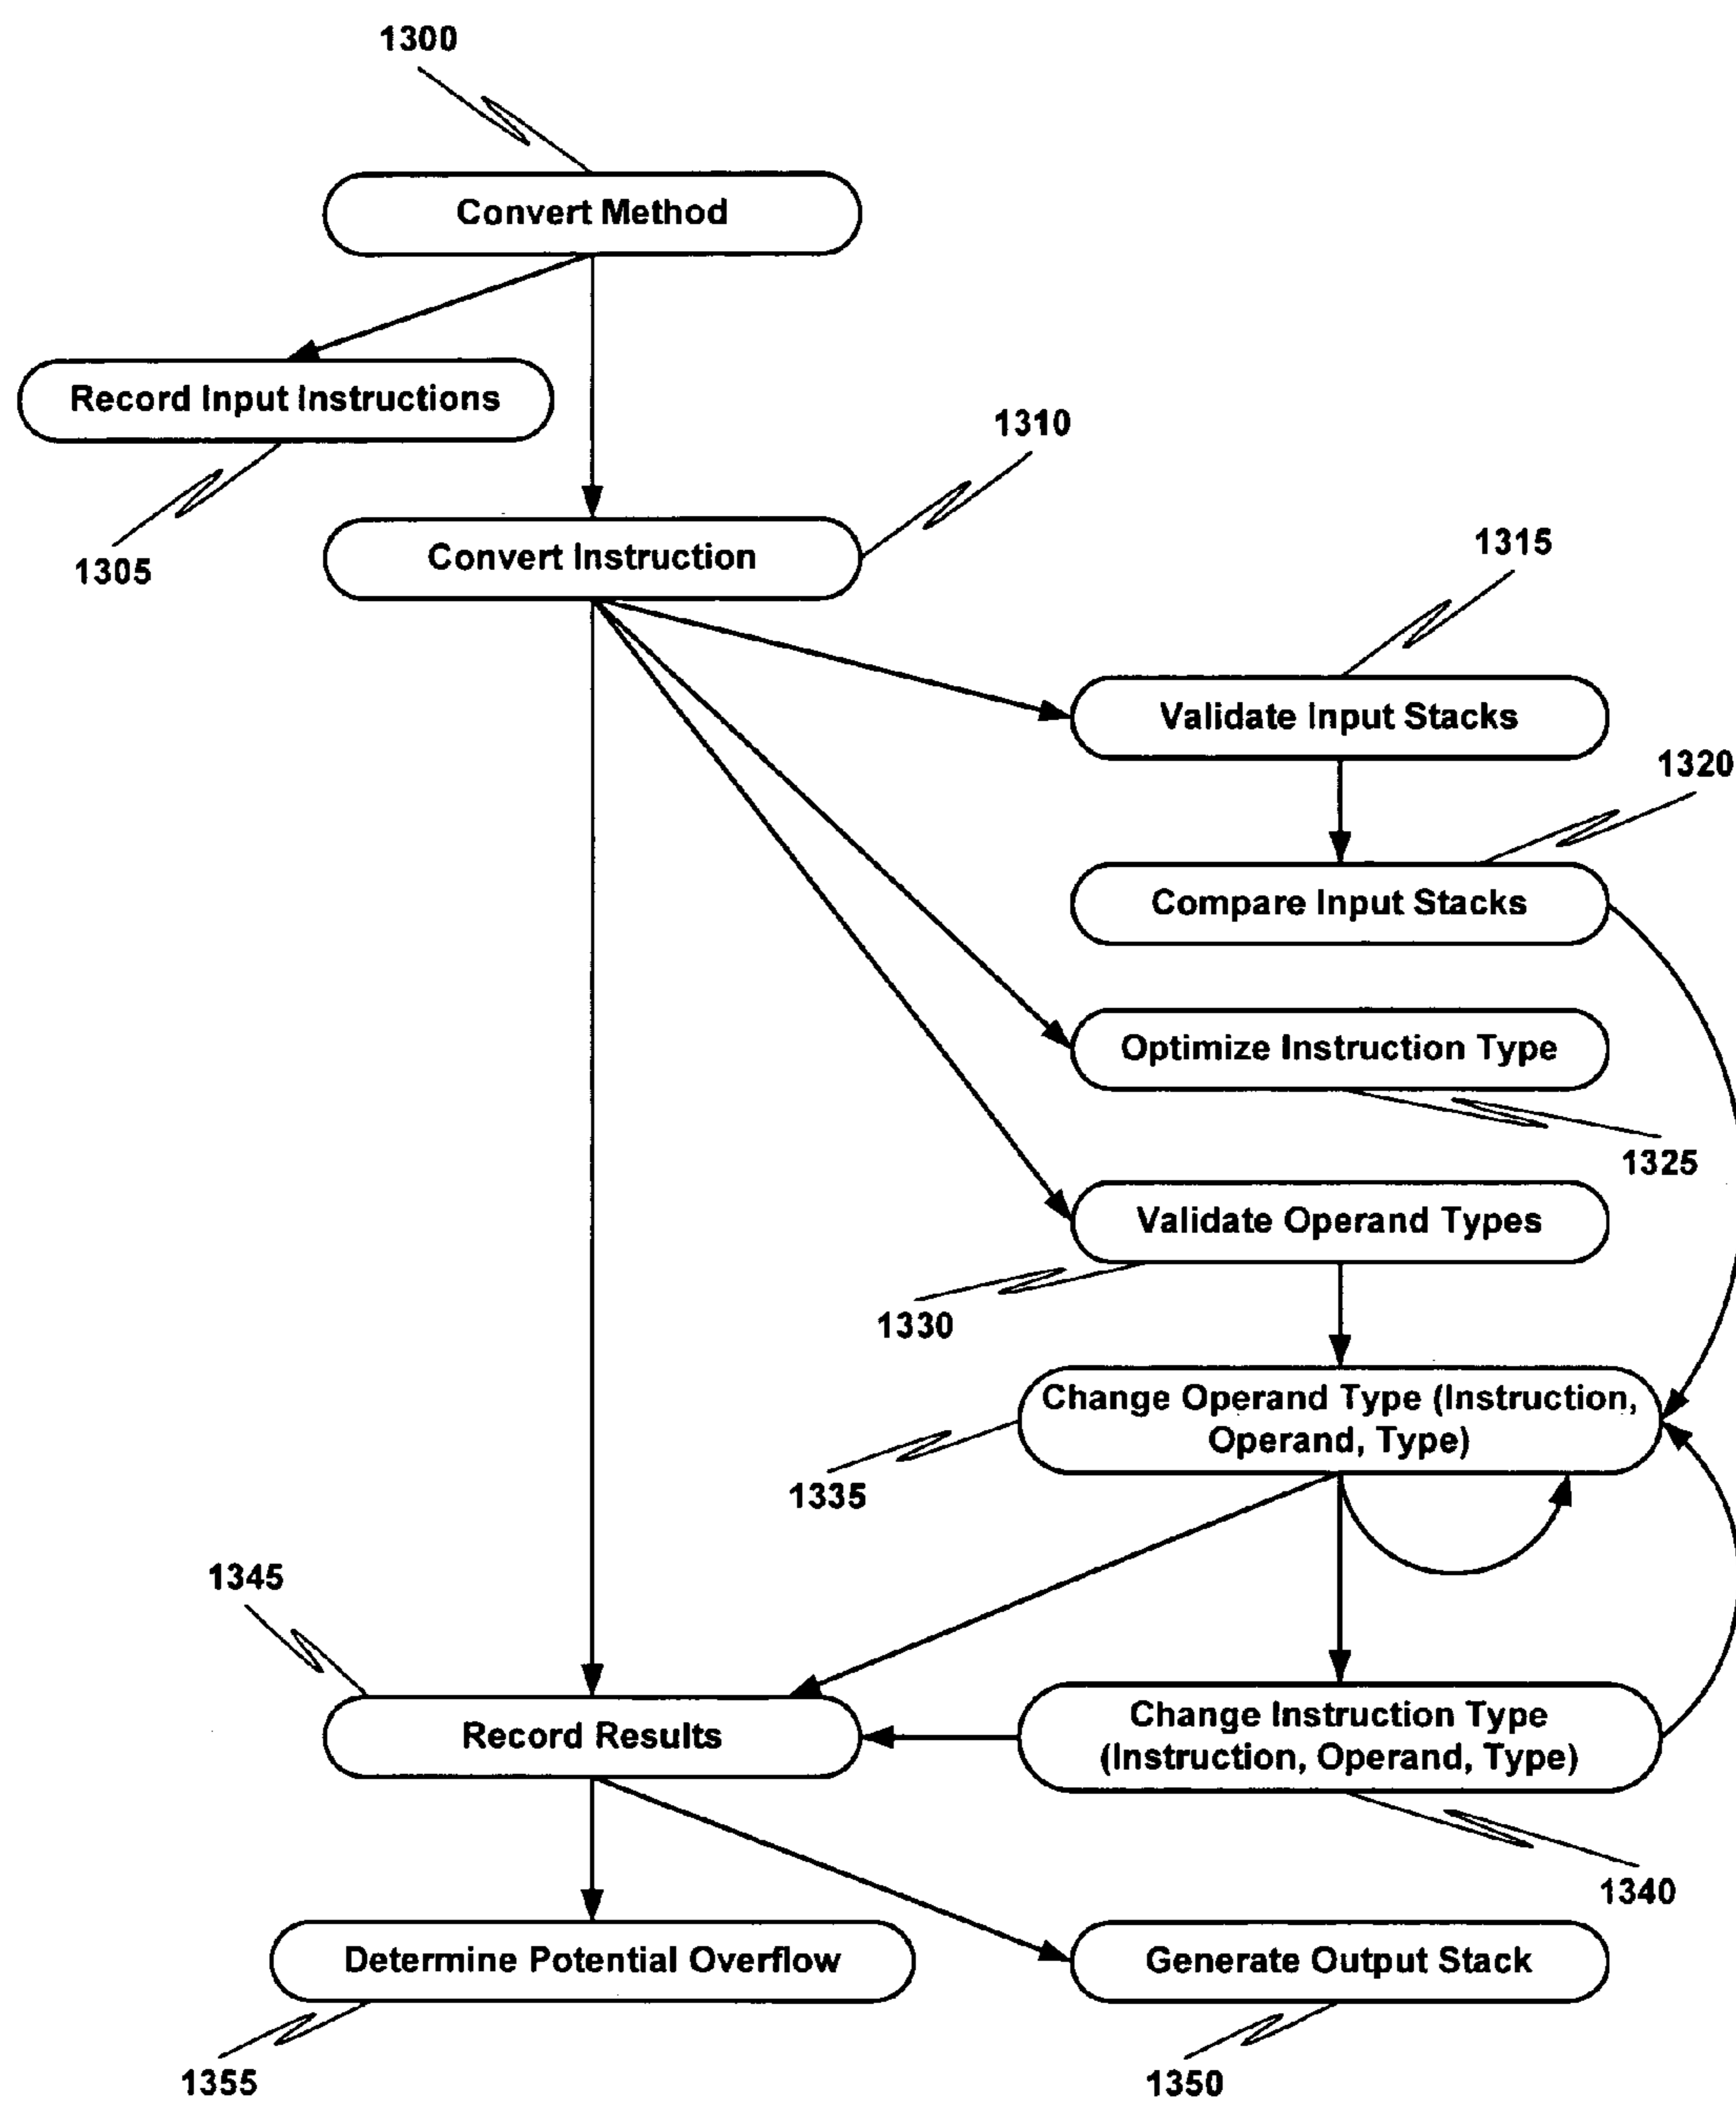 1300
Convert Method
Record Input Instructions
1310
1305
Convert Instruction
1315
Validate Input Stacks
1320
Compare Input Stacks
Optimize Instruction Type
1325
Validate Operand Types
1330
Change Operand Type (Instruction,
Operand, Type)
1335
1345
Record Results
Change Instruction Type
(Instruction, Operand, Type)
1340
Determine Potential Overflow
Generate Output Stack
1355
1350